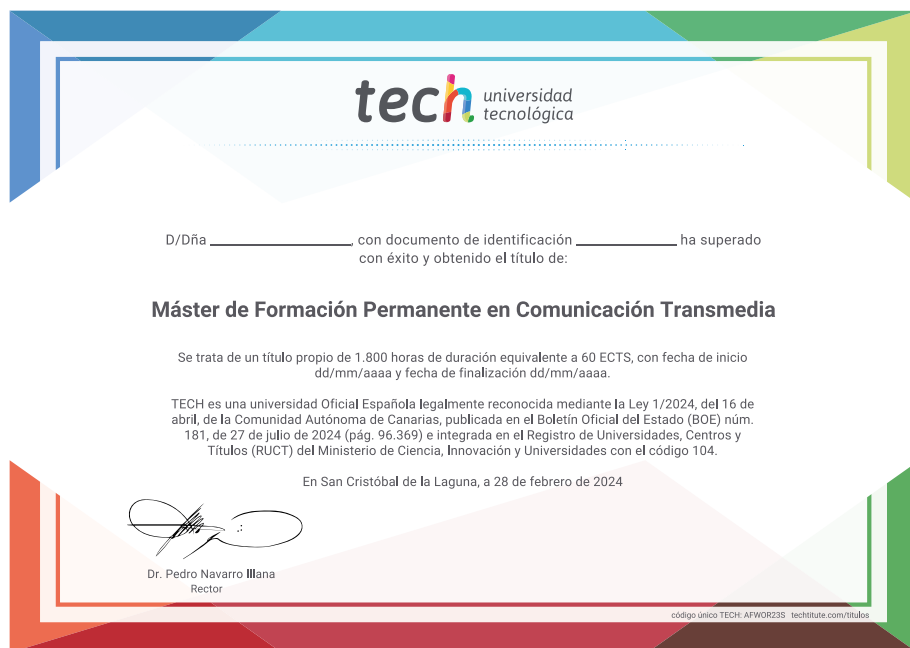 tech universidad
tecnológica
D/Dña ______________, con documento de identificación __________ ha superado
con éxito y obtenido el título de:
Máster de Formación Permanente en Comunicación Transmedia
Se trata de un título propio de 1.800 horas de duración equivalente a 60 ECTS, con fecha de inicio
dd/mm/aaaa y fecha de finalización dd/mm/aaaa.
TECH es una universidad Oficial Española legalmente reconocida mediante la Ley 1/2024, del 16 de
abril, de la Comunidad Autónoma de Canarias, publicada en el Boletín Oficial del Estado (BOE) núm.
181, de 27 de julio de 2024 (pág. 96.369) e integrada en el Registro de Universidades, Centros y
Títulos (RUCT) del Ministerio de Ciencia, Innovación y Universidades con el código 104.
En San Cristóbal de la Laguna, a 28 de febrero de 2024
Dr. Pedro Navarro Illana
Rector
código único TECH: AFWOR23S techtitute.com/titulos